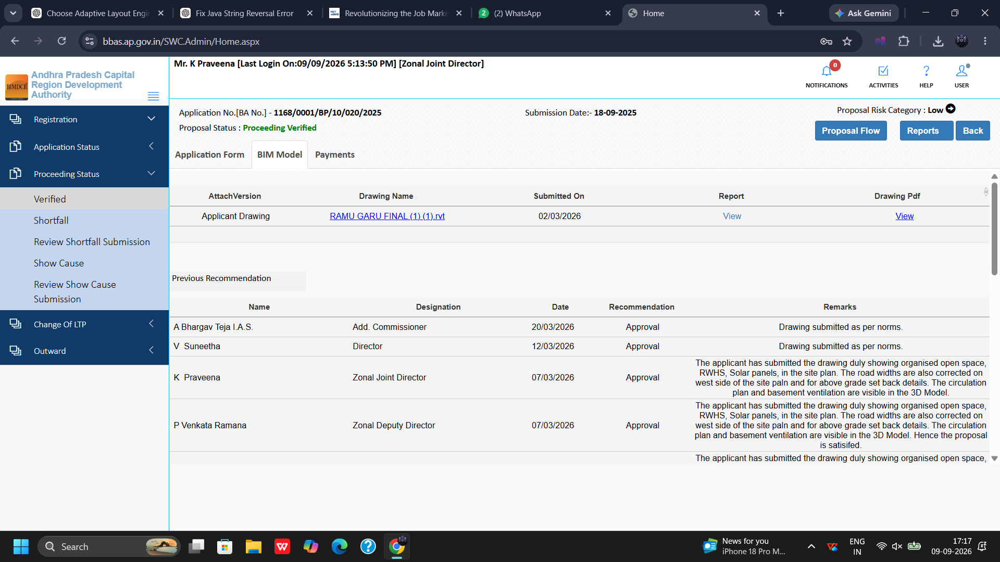 Choose Adaptive Layout Engin
Fix Java String Reversal Error
Revolutionizing the Job Marke
2
(2) WhatsApp
Home
Ask Gemini
bbas.ap.gov.in/SWC.Admin/Home.aspx
BIMDCR
Andhra Pradesh Capital
Region Development
Authority
Mr. K Praveena [Last Login On:09/09/2026 5:13:50 PM] [Zonal Joint Director]
0
NOTIFICATIONS
ACTIVITIES
HELP
USER
Registration
Application Status
Proceeding Status
Verified
Shortfall
Review Shortfall Submission
Show Cause
Review Show Cause
Submission
Change Of LTP
Outward
Application No.[BA No.] - 1168/0001/BP/10/020/2025
Submission Date:- 18-09-2025
Proposal Risk Category : Low
Proposal Status : Proceeding Verified
Proposal Flow
Reports
Back
Application Form
BIM Model
Payments
AttachVersion Drawing Name Submitted On Report Drawing Pdf
Applicant Drawing RAMU GARU FINAL (1) (1).rvt 02/03/2026 View View
Previous Recommendation
Name Designation Date Recommendation Remarks
A Bhargav Teja I.A.S. Add. Commissioner 20/03/2026 Approval Drawing submitted as per norms.
V Suneetha Director 12/03/2026 Approval Drawing submitted as per norms.
K Praveena Zonal Joint Director 07/03/2026 Approval
The applicant has submitted the drawing duly showing organised open space,
RWHS, Solar panels, in the site plan. The road widths are also corrected on
west side of the site paln and for above grade set back details. The circulation
plan and basement ventilation are visible in the 3D Model.
P Venkata Ramana Zonal Deputy Director 07/03/2026 Approval
The applicant has submitted the drawing duly showing organised open space,
RWHS, Solar panels, in the site plan. The road widths are also corrected on
west side of the site paln and for above grade set back details. The circulation
plan and basement ventilation are visible in the 3D Model. Hence the proposal
is satisifed.
The applicant has submitted the drawing duly showing organised open space,
Search
News for you
iPhone 18 Pro M...
ENG
IN
17:17
09-09-2026